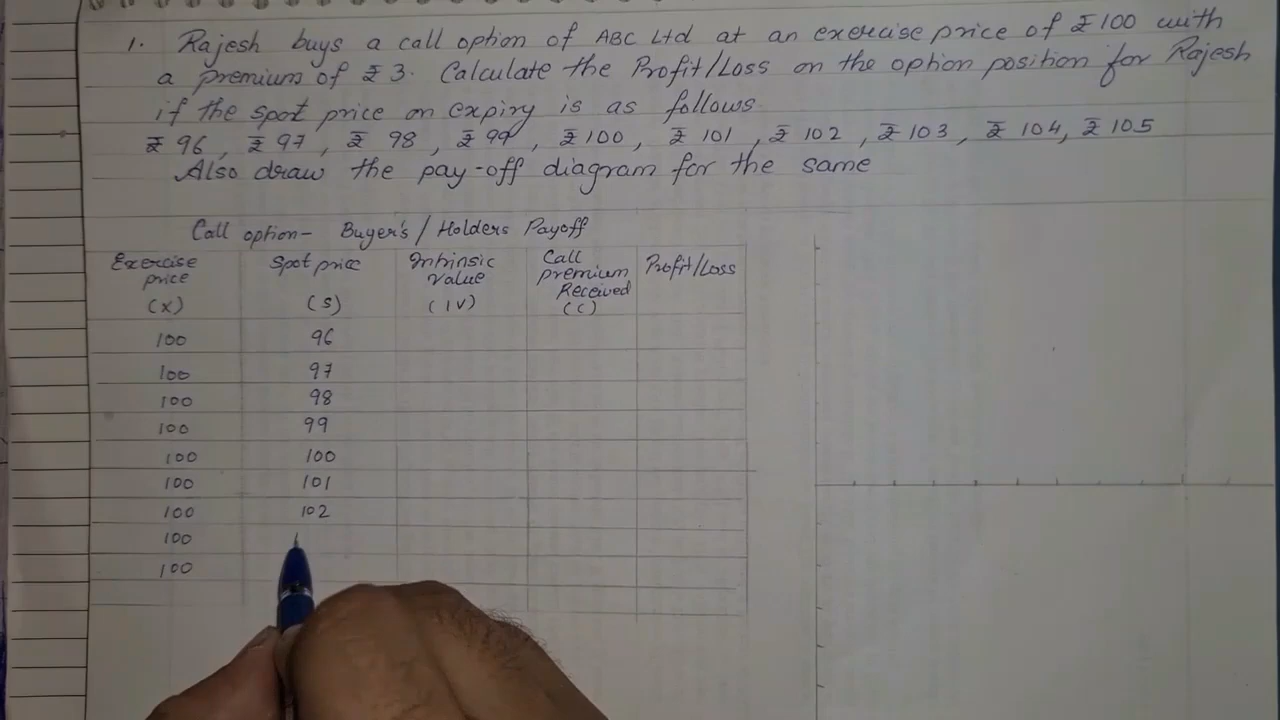 1. Rajesh buys a call option of ABC Ltd at an exercise price of ₹ 100 with
a premium of ₹ 3. Calculate the Profit/Loss on the option position for Rajesh
if the spot price on expiry is as follows
₹ 96, ₹ 97, ₹ 98, ₹ 99, ₹ 100, ₹ 101, ₹ 102, ₹ 103, ₹ 104, ₹ 105
Also draw the pay-off diagram for the same
Call option- Buyer's/Holders Payoff
Exercise price (X) Spot price (S) Intrinsic Value (IV) Call premium Received (C) Profit/Loss
100 96
100 97
100 98
100 99
100 100
100 101
100 102
100
100